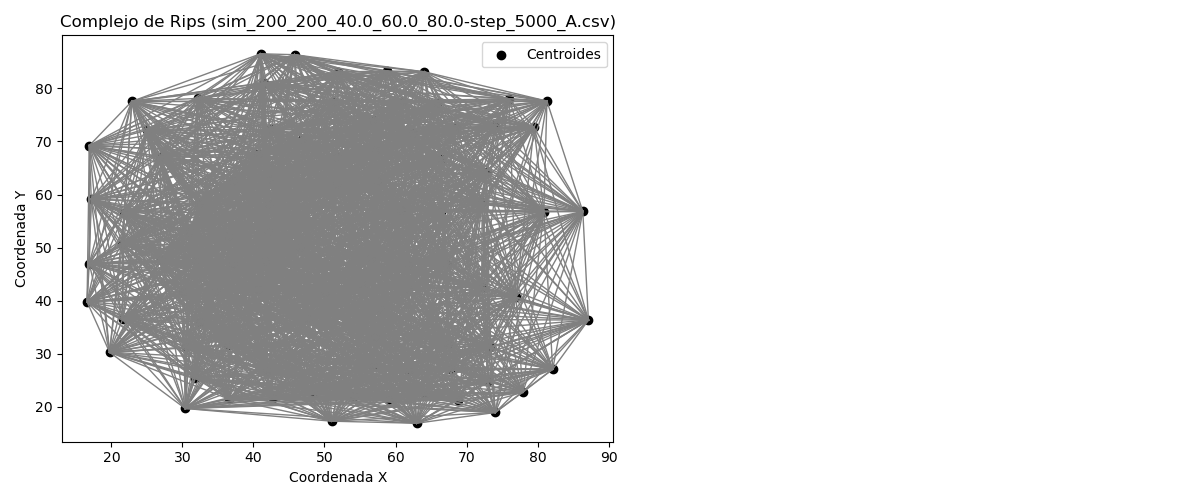 Complejo de Rips (sim_200_200_40.0_60.0_80.0-step_5000_A.csv)
Centroides
Coordenada Y
80
70
60
50
40
30
20
20 30 40 50 60 70 80 90
Coordenada X